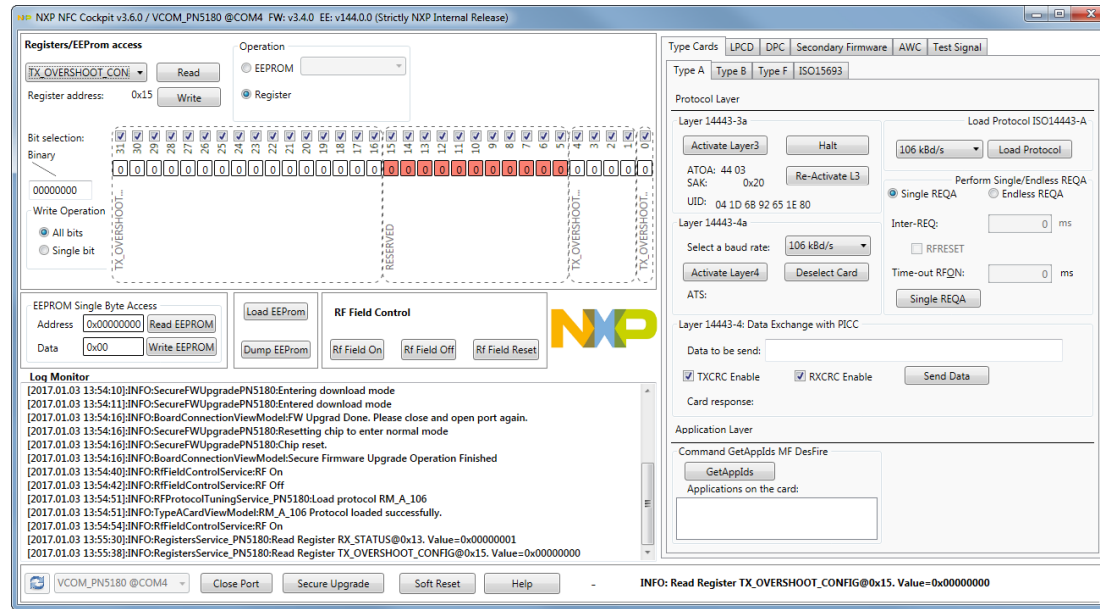 NXP NFC Cockpit v3.6.0 / VCOM_PN5180 @COM4 FW: v3.4.0 EE: v144.0.0 (Strictly NXP Internal Release)
Registers/EEProm access
TX_OVERSHOOT_CON
Read
Register address: 0x15
Write
Operation
EEPROM
Register
Bit selection:
31 30 29 28 27 26 25 24 23 22 21 20 19 18 17 16 15 14 13 12 11 10 9 8 7 6 5 4 3 2 1 0
Binary
0 0 0 0 0 0 0 0 0 0 0 0 0 0 0 0 0 0 0 0 0 0 0 0 0 0 0 0 0 0 0 0
00000000
Write Operation
All bits
Single bit
TX_OVERSHOOT...
RESERVED
TX_OVERSHOOT...
TX_OVERSHOOT...
EEPROM Single Byte Access
Address 0x00000000 Read EEPROM
Data 0x00 Write EEPROM
Load EEProm
Dump EEProm
RF Field Control
Rf Field On Rf Field Off Rf Field Reset
NXP
Log Monitor
[2017.01.03 13:54:10]:INFO:SecureFWUpgradePN5180:Entering download mode
[2017.01.03 13:54:11]:INFO:SecureFWUpgradePN5180:Entered download mode
[2017.01.03 13:54:16]:INFO:BoardConnectionViewModel:FW Upgrad Done. Please close and open port again.
[2017.01.03 13:54:16]:INFO:SecureFWUpgradePN5180:Resetting chip to enter normal mode
[2017.01.03 13:54:16]:INFO:SecureFWUpgradePN5180:Chip reset.
[2017.01.03 13:54:16]:INFO:BoardConnectionViewModel:Secure Firmware Upgrade Operation Finished
[2017.01.03 13:54:40]:INFO:RfFieldControlService:RF On
[2017.01.03 13:54:42]:INFO:RfFieldControlService:RF Off
[2017.01.03 13:54:51]:INFO:RFProtocolTuningService_PN5180:Load protocol RM_A_106
[2017.01.03 13:54:51]:INFO:TypeACardViewModel:RM_A_106 Protocol loaded successfully.
[2017.01.03 13:54:54]:INFO:RfFieldControlService:RF On
[2017.01.03 13:55:30]:INFO:RegistersService_PN5180:Read Register RX_STATUS@0x13. Value=0x00000001
[2017.01.03 13:55:38]:INFO:RegistersService_PN5180:Read Register TX_OVERSHOOT_CONFIG@0x15. Value=0x00000000
Type Cards LPCD DPC Secondary Firmware AWC Test Signal
Type A Type B Type F ISO15693
Protocol Layer
Layer 14443-3a
Activate Layer3 Halt
ATQA: 44 03
SAK: 0x20
Re-Activate L3
UID: 04 1D 6B 92 65 1E 80
Layer 14443-4a
Select a baud rate: 106 kBd/s
Activate Layer4 Deselect Card
ATS:
Load Protocol ISO14443-A
106 kBd/s Load Protocol
Perform Single/Endless REQA
Single REQA Endless REQA
Inter-REQ: 0 ms
RFRESET
Time-out RFON: 0 ms
Single REQA
Layer 14443-4: Data Exchange with PICC
Data to be send:
TXCRC Enable RXCRC Enable Send Data
Card response:
Application Layer
Command GetAppIds MF DesFire
GetAppIds
Applications on the card:
VCOM_PN5180 @COM4 Close Port Secure Upgrade Soft Reset Help - INFO: Read Register TX_OVERSHOOT_CONFIG@0x15. Value=0x00000000